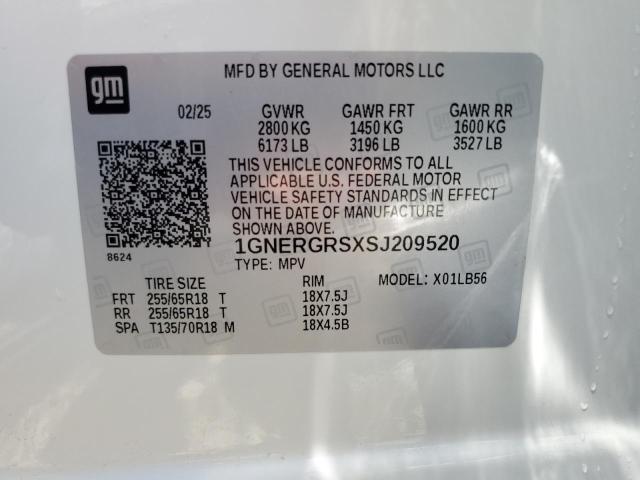 gm
MFD BY GENERAL MOTORS LLC
02/25 GVWR GAWR FRT GAWR RR
2800 KG 1450 KG 1600 KG
6173 LB 3196 LB 3527 LB
THIS VEHICLE CONFORMS TO ALL
APPLICABLE U.S. FEDERAL MOTOR
VEHICLE SAFETY STANDARDS IN EFFECT
ON THE DATE OF MANUFACTURE
SHOWN ABOVE.
8624
1GNERGRSXSJ209520
TYPE: MPV
TIRE SIZE RIM MODEL: X01LB56
FRT 255/65R18 T 18X7.5J
RR 255/65R18 T 18X7.5J
SPA T135/70R18 M 18X4.5B